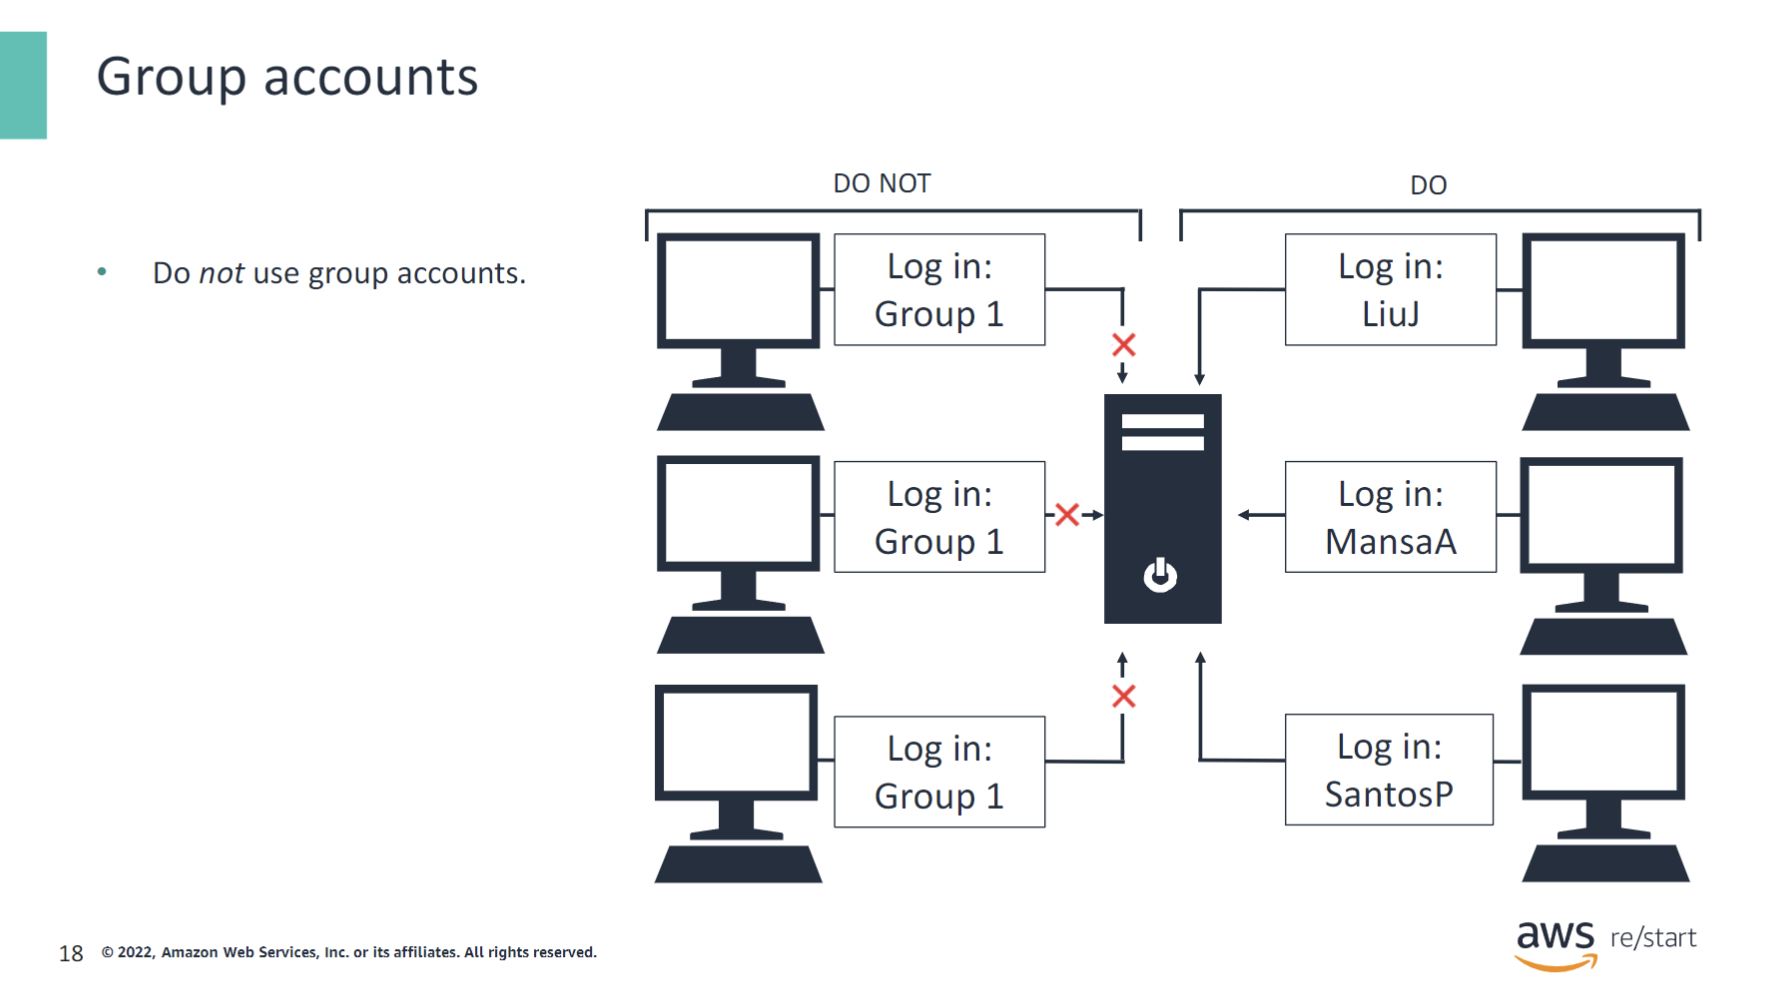 Group accounts
• Do not use group accounts.
DO NOT
DO
Log in:
Group 1
Log in:
LiuJ
Log in:
Group 1
Log in:
MansaA
Log in:
Group 1
Log in:
SantosP
18 © 2022, Amazon Web Services, Inc. or its affiliates. All rights reserved.
aws re/start